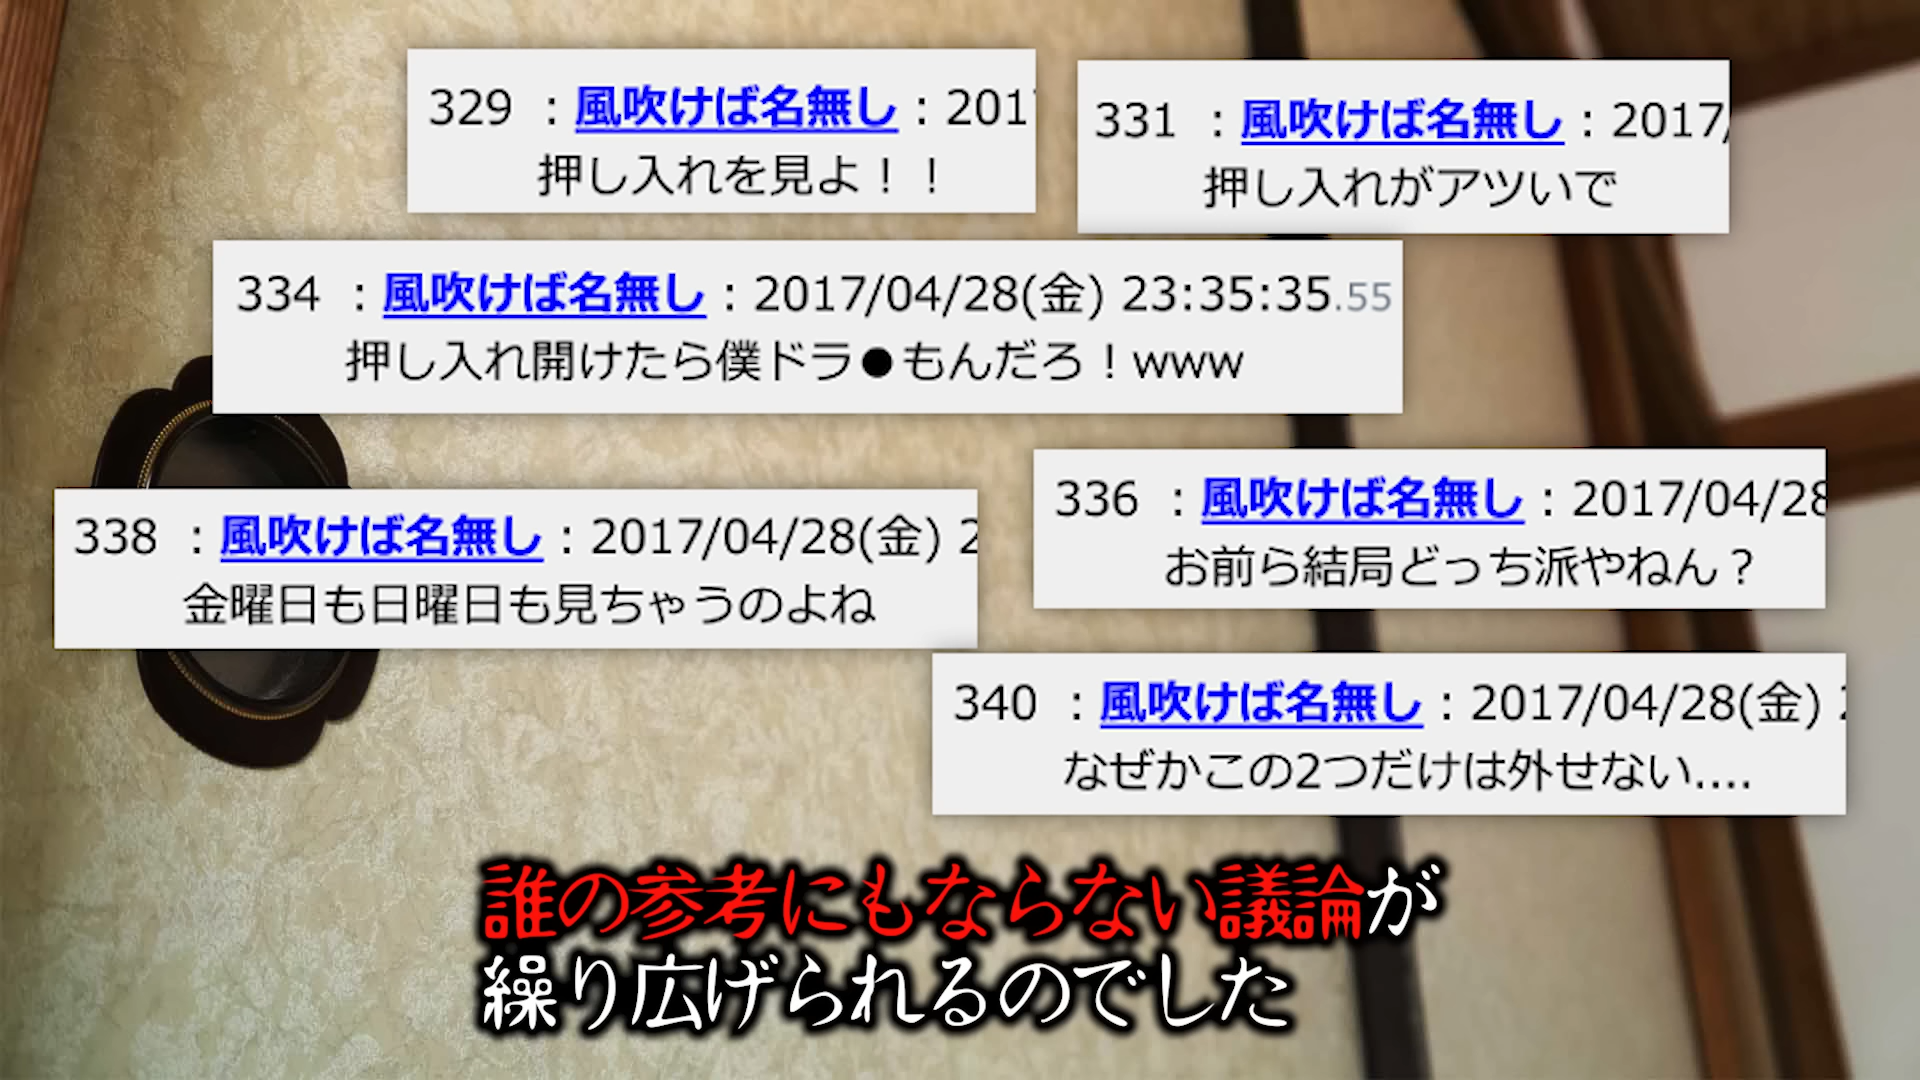 329 ：風吹けば名無し：201
押し入れを見よ！！
331 ：風吹けば名無し：2017/
押し入れがアツいで
334 ：風吹けば名無し：2017/04/28(金) 23:35:35.55
押し入れ開けたら僕ドラ●もんだろ！www
336 ：風吹けば名無し：2017/04/28
お前ら結局どっち派やねん？
338 ：風吹けば名無し：2017/04/28(金) 2
金曜日も日曜日も見ちゃうのよね
340 ：風吹けば名無し：2017/04/28(金) 2
なぜかこの2つだけは外せない....
誰の参考にもならない議論が
繰り広げられるのでした